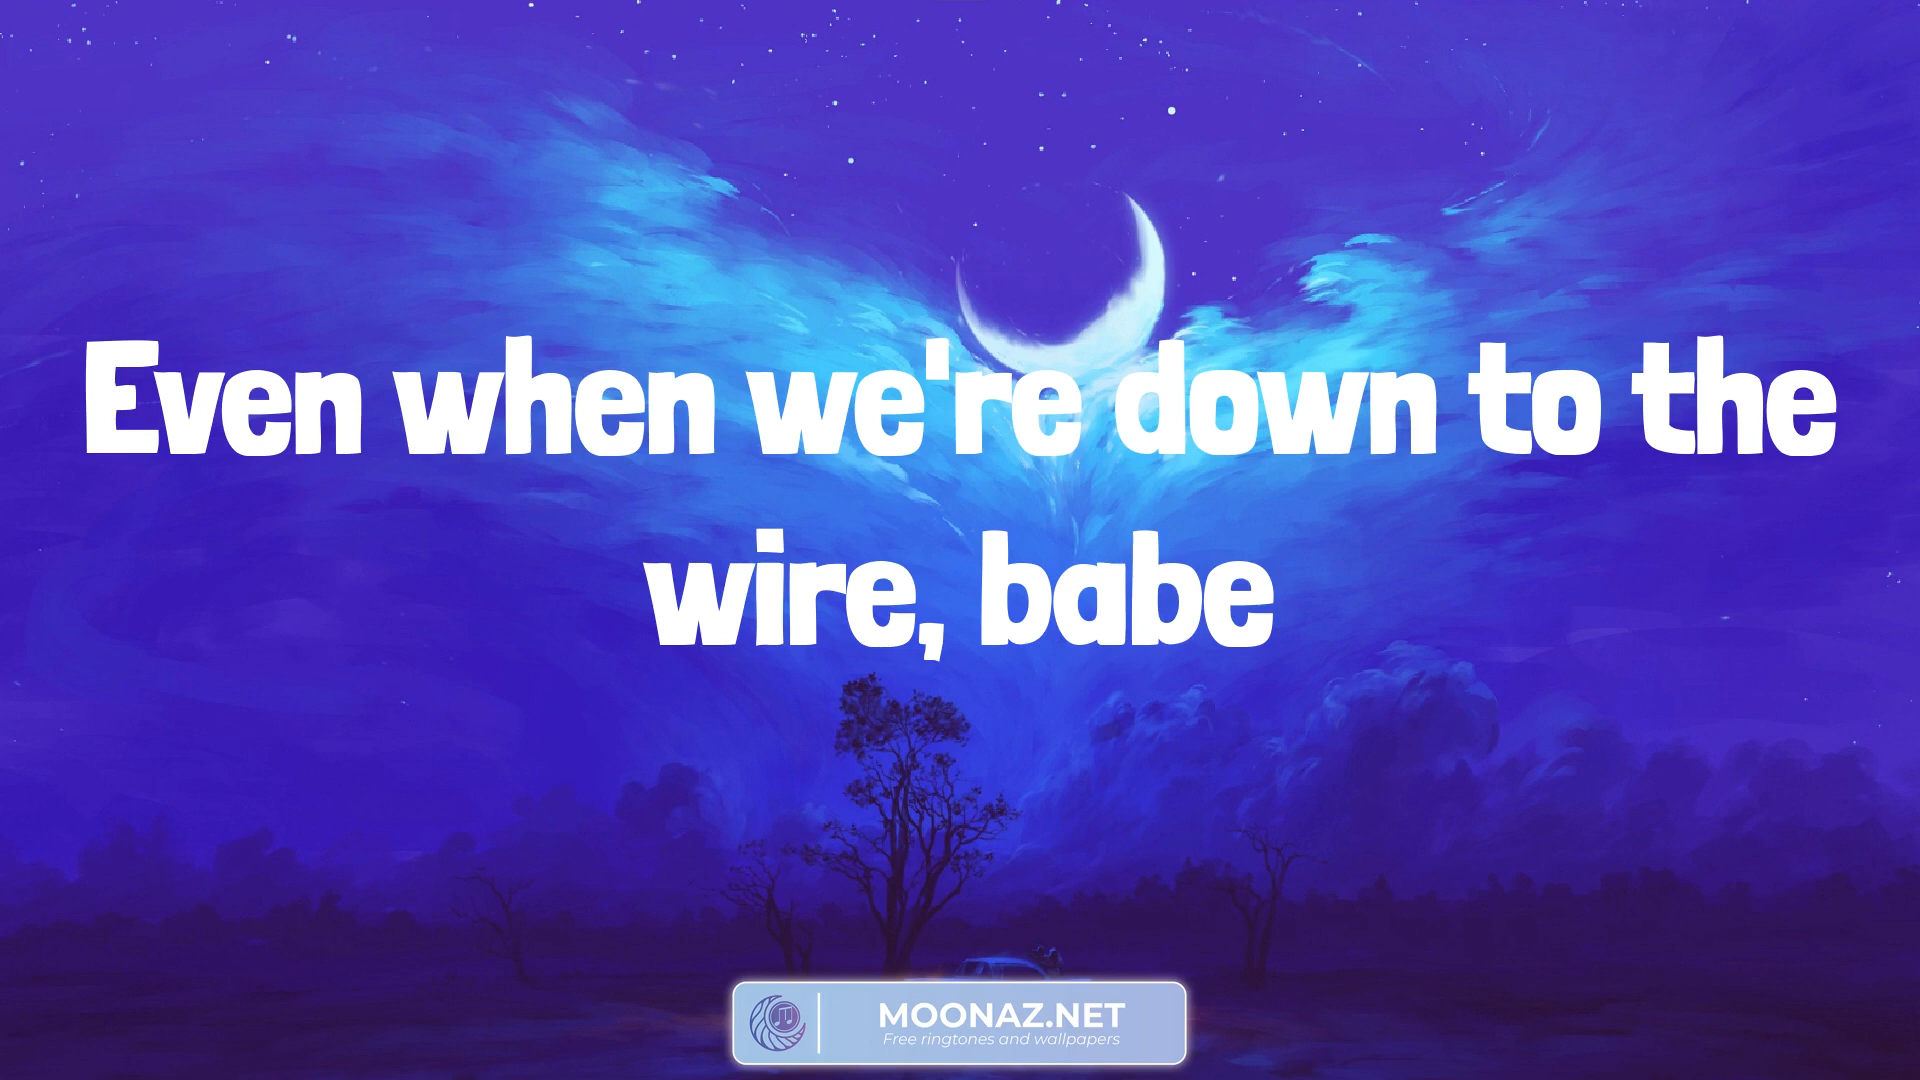 Even when we're down to the
wire, babe
MOONAZ.NET
Free ringtones and wallpapers